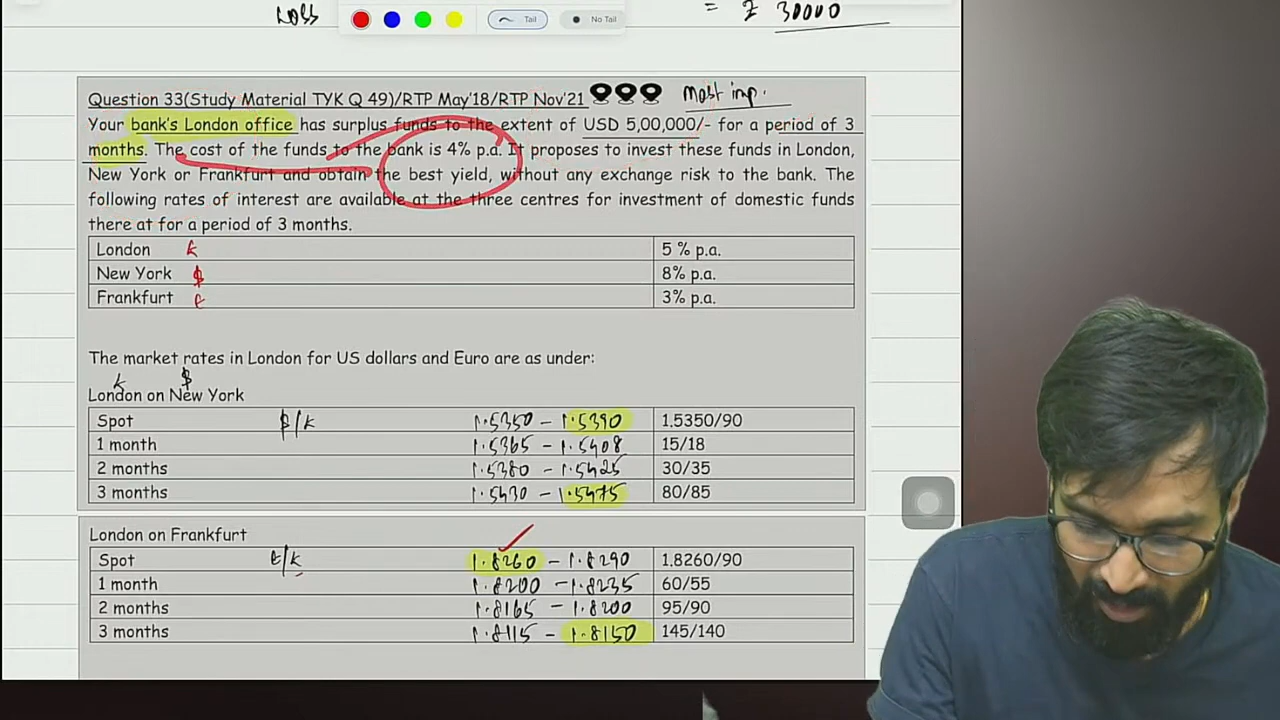 Loss = ₹ 30000
Tail No Tail
Question 33(Study Material TYK Q 49)/RTP May'18/RTP Nov'21 Most imp.
Your bank's London office has surplus funds to the extent of USD 5,00,000/- for a period of 3
months. The cost of the funds to the bank is 4% p.a. It proposes to invest these funds in London,
New York or Frankfurt and obtain the best yield, without any exchange risk to the bank. The
following rates of interest are available at the three centres for investment of domestic funds
there at for a period of 3 months.
London £ 5 % p.a.
New York $ 8% p.a.
Frankfurt € 3% p.a.
The market rates in London for US dollars and Euro are as under:
£ $
London on New York
Spot $/£ 1.5350 – 1.5390 1.5350/90
1 month 1.5365 – 1.5408 15/18
2 months 1.5380 – 1.5425 30/35
3 months 1.5430 – 1.5475 80/85
London on Frankfurt
Spot €/£ 1.8260 – 1.8290 1.8260/90
1 month 1.8200 – 1.8235 60/55
2 months 1.8165 – 1.8200 95/90
3 months 1.8115 – 1.8150 145/140